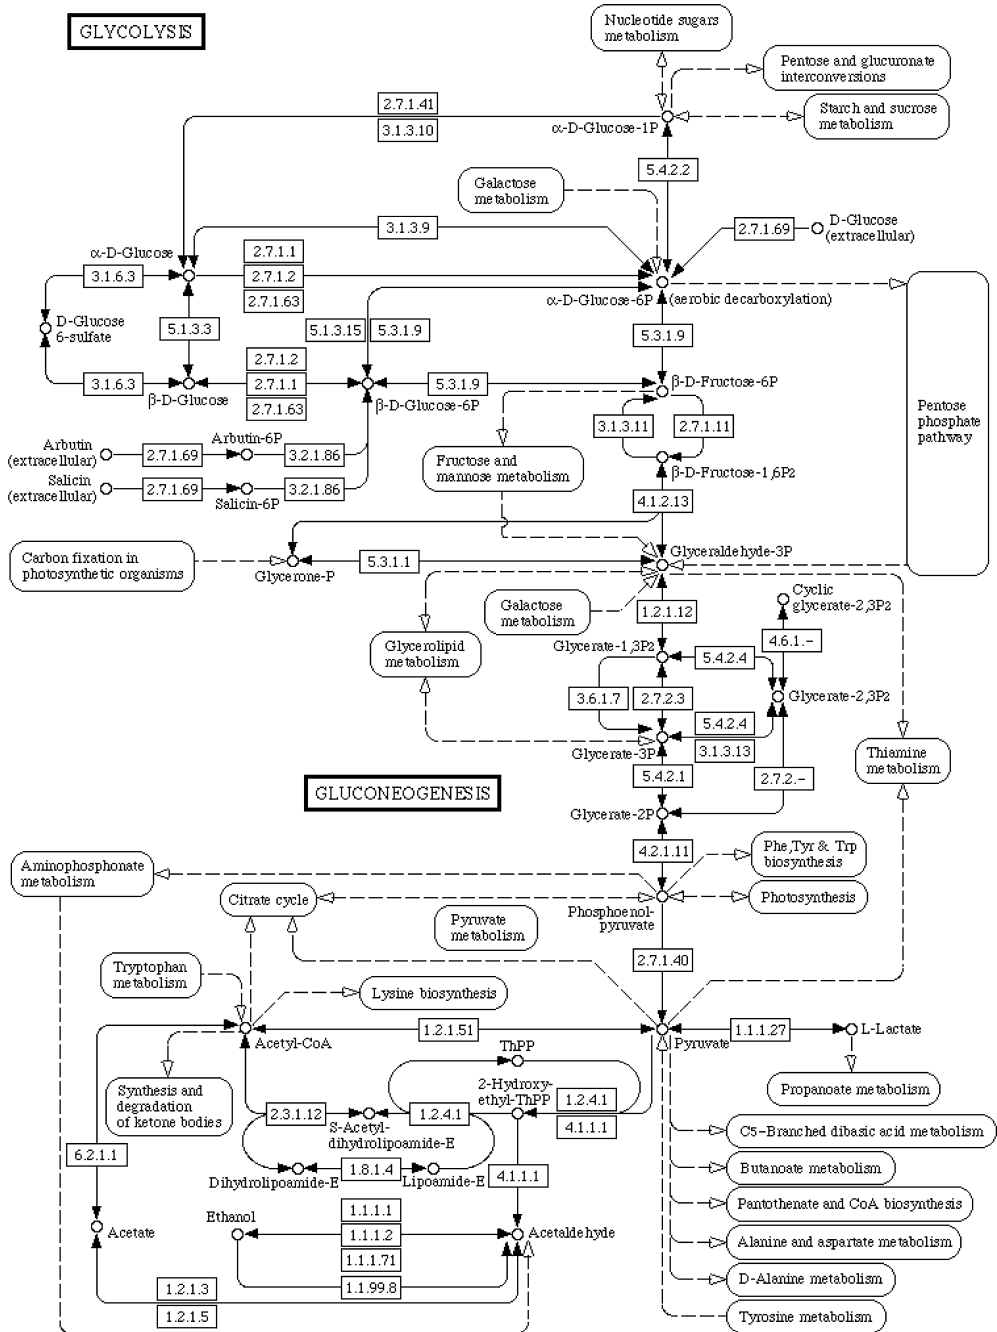 GLYCOLYSIS
Nucleotide sugars
metabolism
Pentose and glucuronate
interconversions
Starch and sucrose
metabolism
2.7.1.41
3.1.3.10
α-D-Glucose-1P
5.4.2.2
Galactose
metabolism
3.1.3.9
2.7.1.69
D-Glucose
(extracellular)
α-D-Glucose
2.7.1.1
2.7.1.2
2.7.1.63
3.1.6.3
α-D-Glucose-6P
(aerobic decarboxylation)
D-Glucose
6-sulfate
5.1.3.3
5.1.3.15
5.3.1.9
5.3.1.9
3.1.6.3
β-D-Glucose
2.7.1.2
2.7.1.1
2.7.1.63
β-D-Glucose-6P
5.3.1.9
β-D-Fructose-6P
3.1.3.11
2.7.1.11
Pentose
phosphate
pathway
Arbutin
(extracellular)
2.7.1.69
Arbutin-6P
3.2.1.86
Salicin
(extracellular)
2.7.1.69
Salicin-6P
3.2.1.86
Fructose and
mannose metabolism
β-D-Fructose-1,6P2
4.1.2.13
Carbon fixation in
photosynthetic organisms
Glycerone-P
5.3.1.1
Glyceraldehyde-3P
Galactose
metabolism
1.2.1.12
Cyclic
glycerate-2,3P2
4.6.1.-
Glycerolipid
metabolism
Glycerate-1,3P2
5.4.2.4
3.6.1.7
2.7.2.3
Glycerate-2,3P2
5.4.2.4
3.1.3.13
Glycerate-3P
5.4.2.1
2.7.2.-
Thiamine
metabolism
GLUCONEOGENESIS
Glycerate-2P
4.2.1.11
Phe,Tyr & Trp
biosynthesis
Aminophosphonate
metabolism
Citrate cycle
Photosynthesis
Phosphoenol-
pyruvate
Pyruvate
metabolism
2.7.1.40
Tryptophan
metabolism
Lysine biosynthesis
Acetyl-CoA
1.2.1.51
Pyruvate
1.1.1.27
L-Lactate
ThPP
Propanoate metabolism
Synthesis and
degradation
of ketone bodies
2-Hydroxy-
ethyl-ThPP
1.2.4.1
4.1.1.1
2.3.1.12
1.2.4.1
S-Acetyl-
dihydrolipoamide-E
C5-Branched dibasic acid metabolism
6.2.1.1
Dihydrolipoamide-E
1.8.1.4
Lipoamide-E
4.1.1.1
Butanoate metabolism
Pantothenate and CoA biosynthesis
Acetate
Ethanol
1.1.1.1
1.1.1.2
1.1.1.71
1.1.99.8
Acetaldehyde
Alanine and aspartate metabolism
D-Alanine metabolism
1.2.1.3
1.2.1.5
Tyrosine metabolism